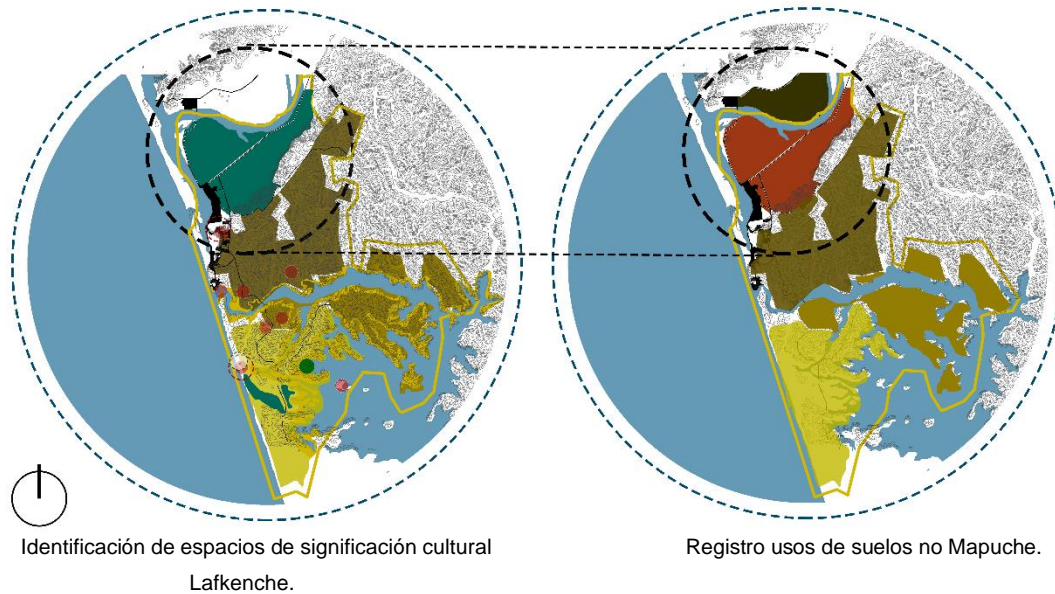 Identificación de espacios de significación cultural
Lafkenche.
Registro usos de suelos no Mapuche.